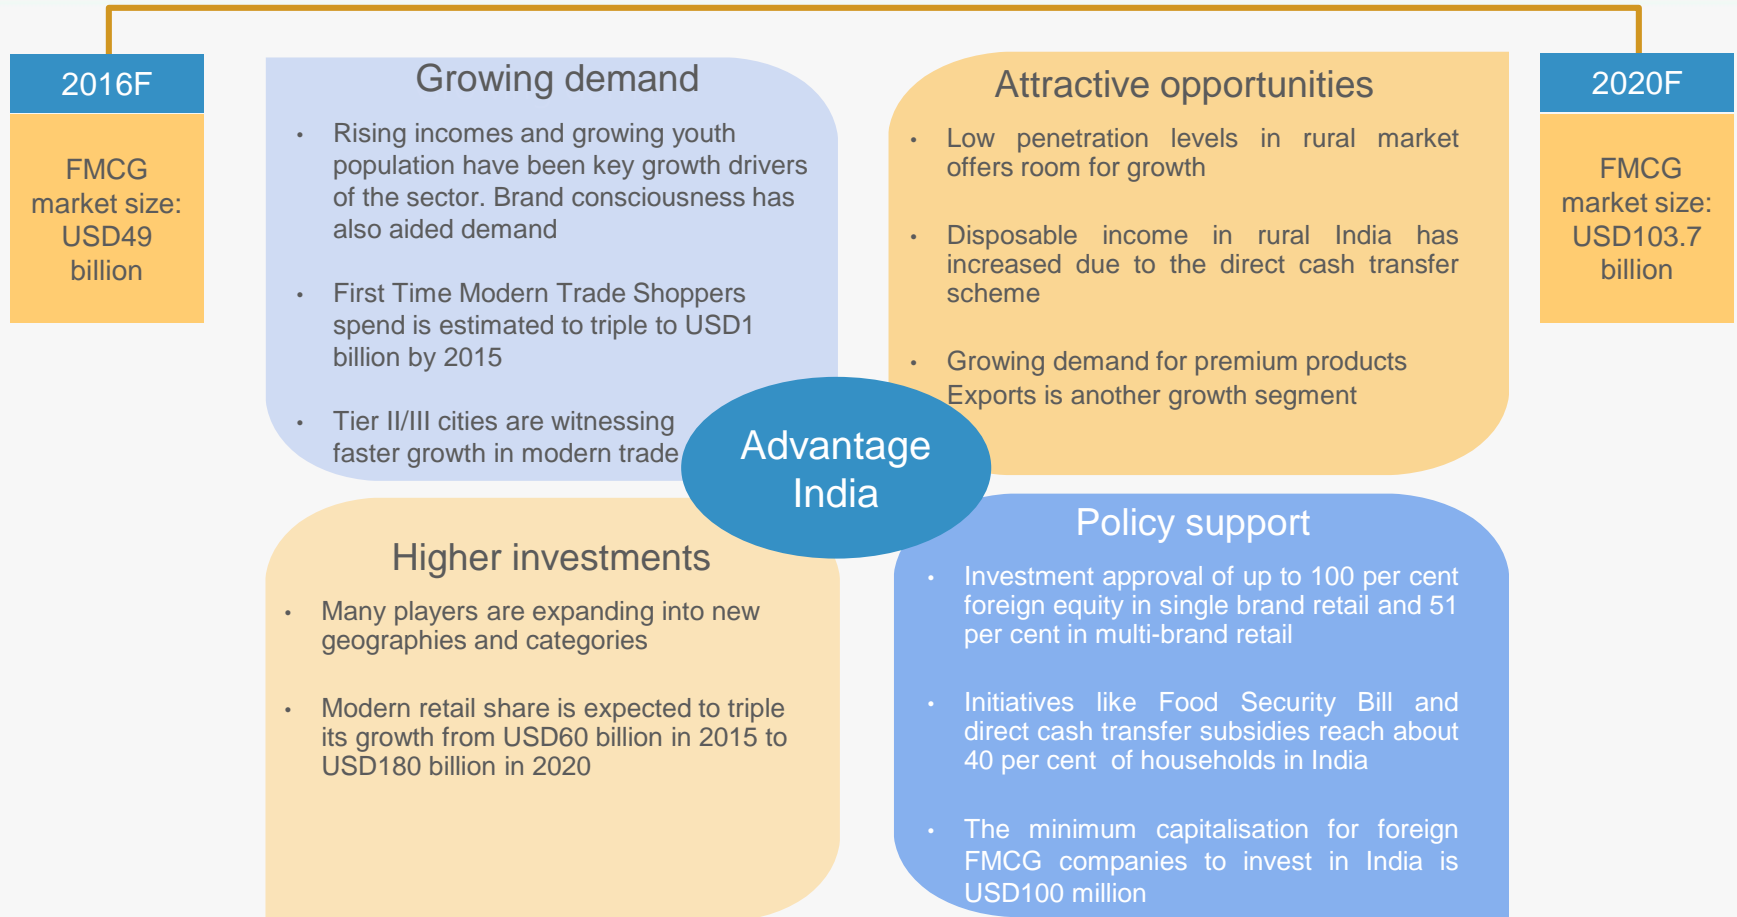 2016F
FMCG
market size:
USD49
billion
Growing demand
• Rising incomes and growing youth
population have been key growth drivers
of the sector. Brand consciousness has
also aided demand
• First Time Modern Trade Shoppers
spend is estimated to triple to USD1
billion by 2015
• Tier II/III cities are witnessing
faster growth in modern trade
Attractive opportunities
• Low penetration levels in rural market
offers room for growth
• Disposable income in rural India has
increased due to the direct cash transfer
scheme
• Growing demand for premium products
Exports is another growth segment
2020F
FMCG
market size:
USD103.7
billion
Advantage
India
Higher investments
• Many players are expanding into new
geographies and categories
• Modern retail share is expected to triple
its growth from USD60 billion in 2015 to
USD180 billion in 2020
Policy support
• Investment approval of up to 100 per cent
foreign equity in single brand retail and 51
per cent in multi-brand retail
• Initiatives like Food Security Bill and
direct cash transfer subsidies reach about
40 per cent of households in India
• The minimum capitalisation for foreign
FMCG companies to invest in India is
USD100 million